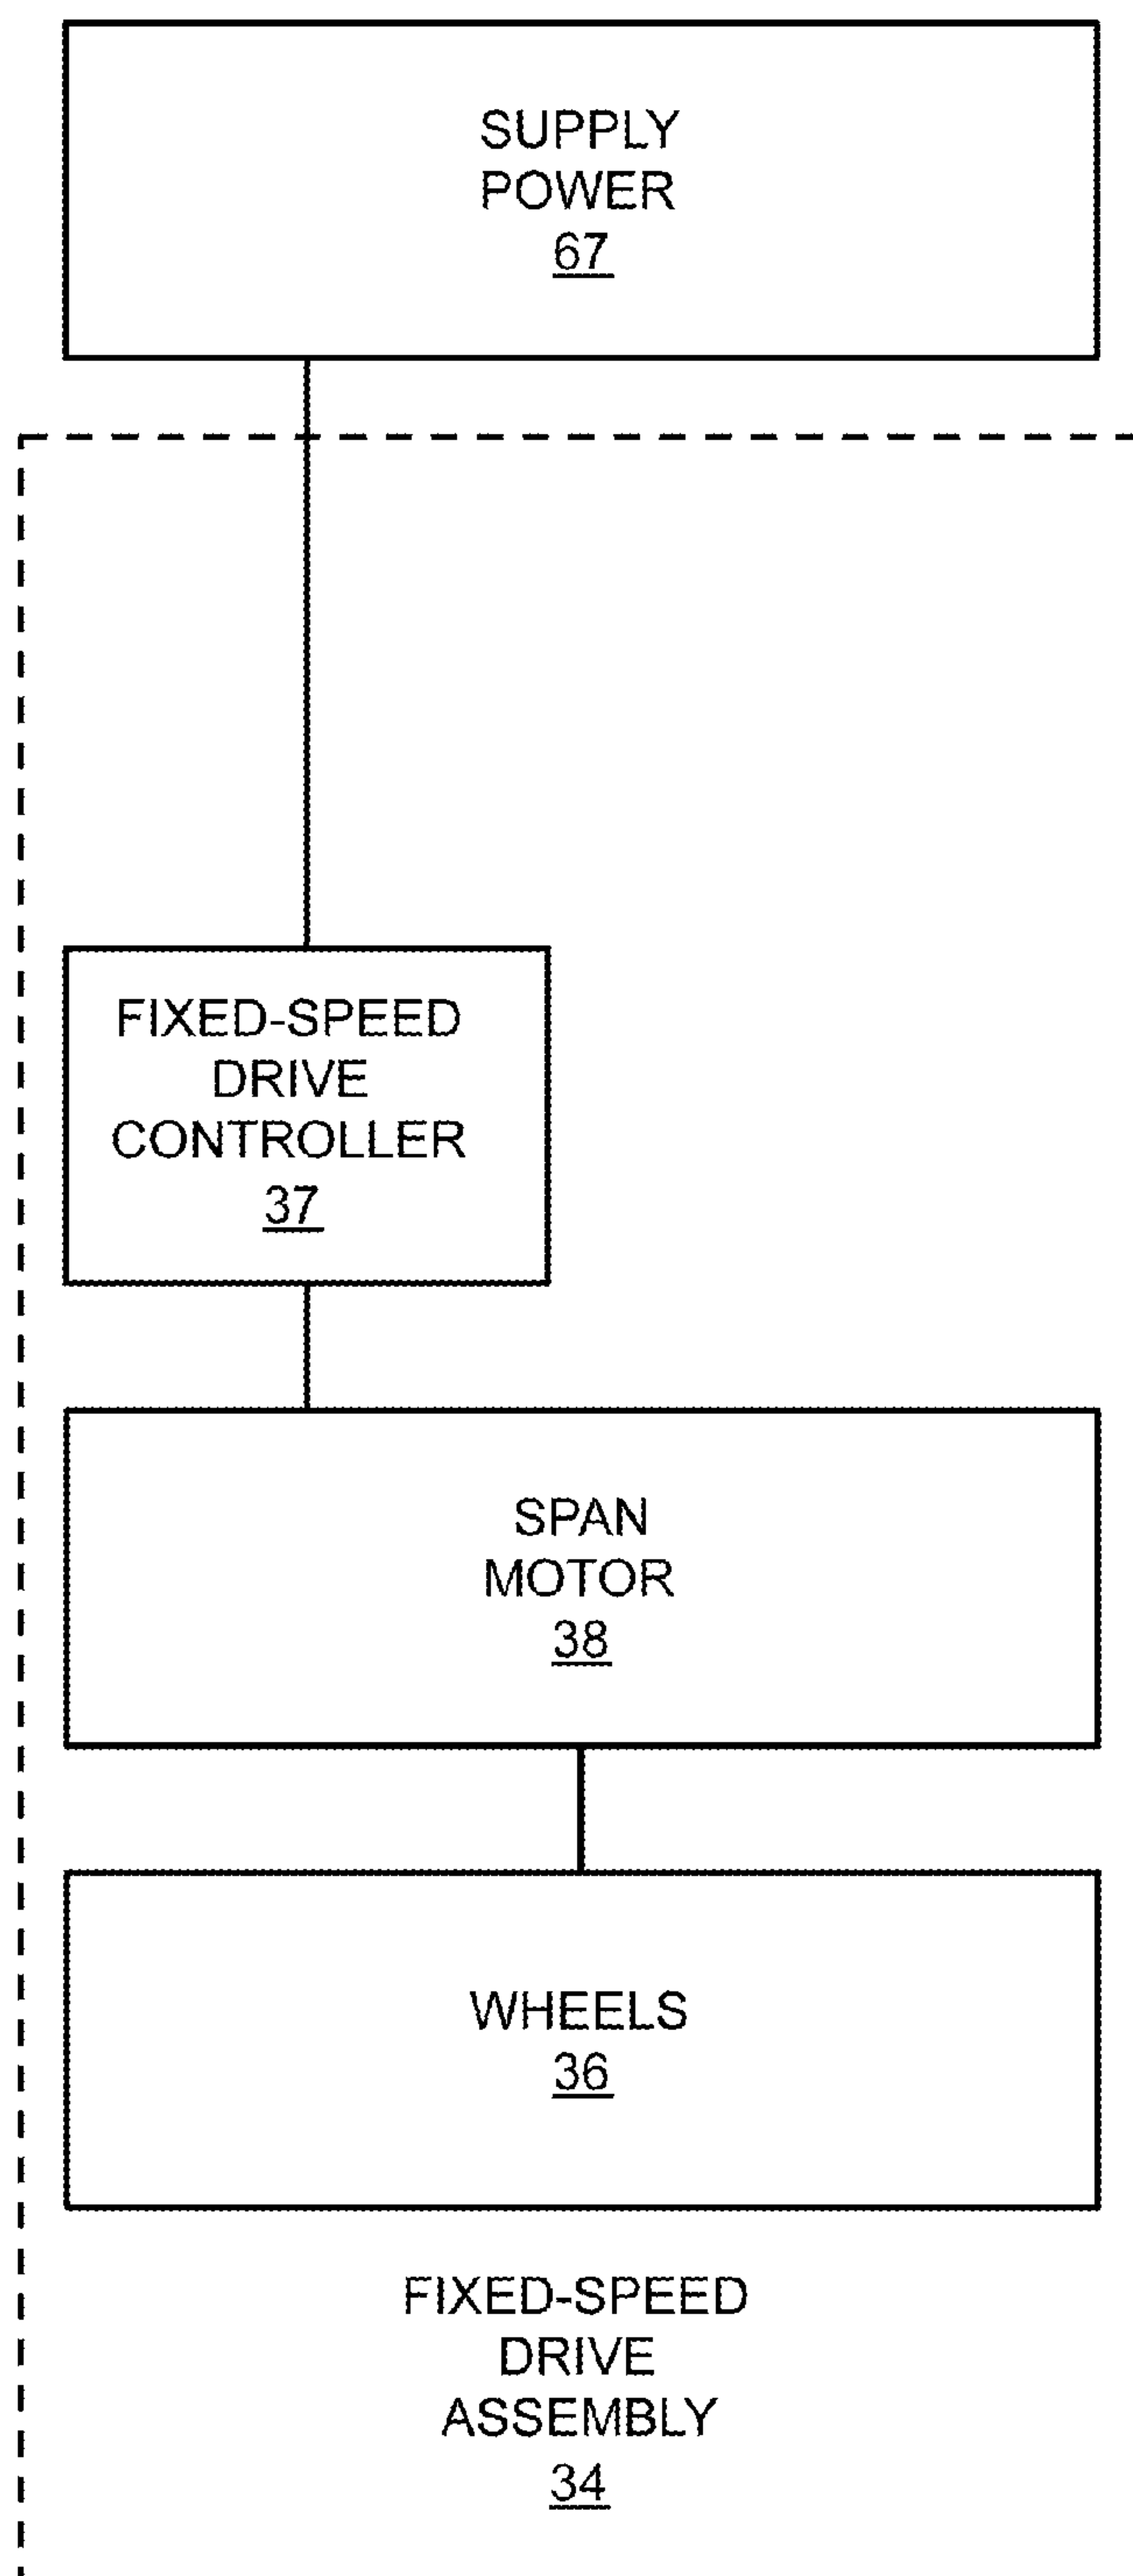 SUPPLY
POWER
67
FIXED-SPEED
DRIVE
CONTROLLER
37
SPAN
MOTOR
38
WHEELS
36
FIXED-SPEED
DRIVE
ASSEMBLY
34